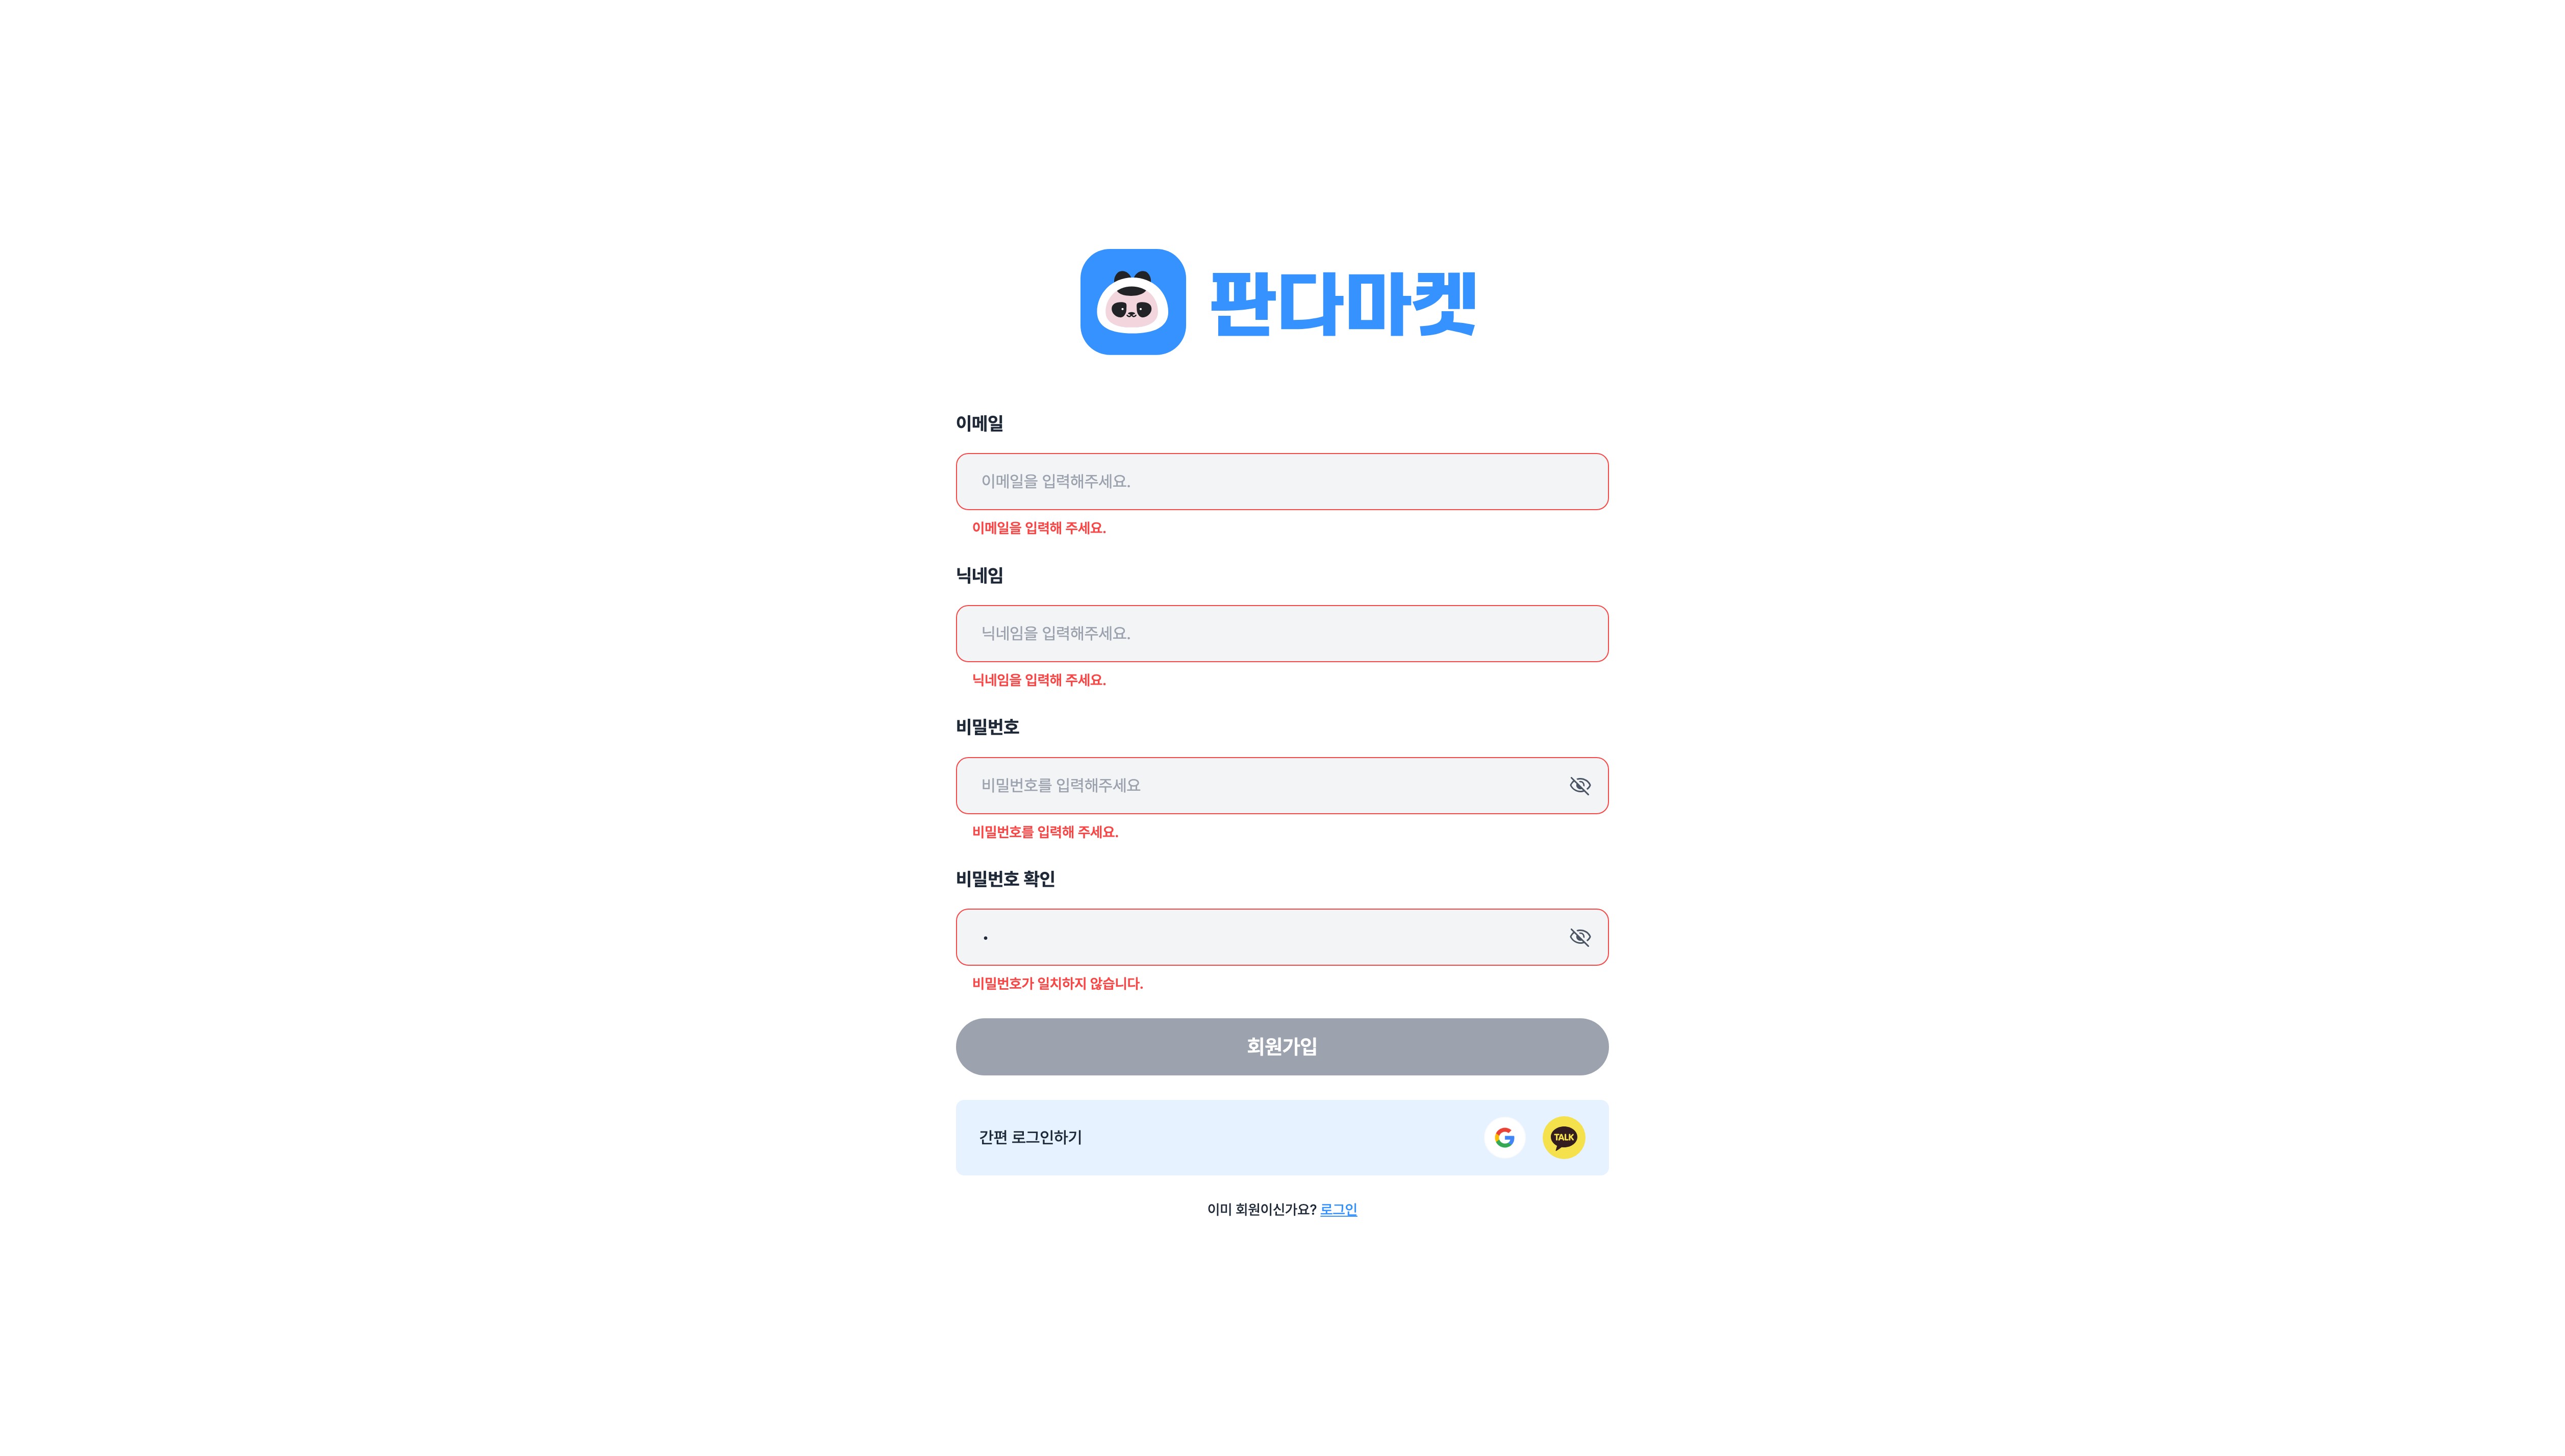 판다마켓
이메일
이메일을 입력해주세요.
이메일을 입력해 주세요.
닉네임
닉네임을 입력해주세요.
닉네임을 입력해 주세요.
비밀번호
비밀번호를 입력해주세요
비밀번호를 입력해 주세요.
비밀번호 확인
•
비밀번호가 일치하지 않습니다.
회원가입
간편 로그인하기
G
TALK
이미 회원이신가요? 로그인